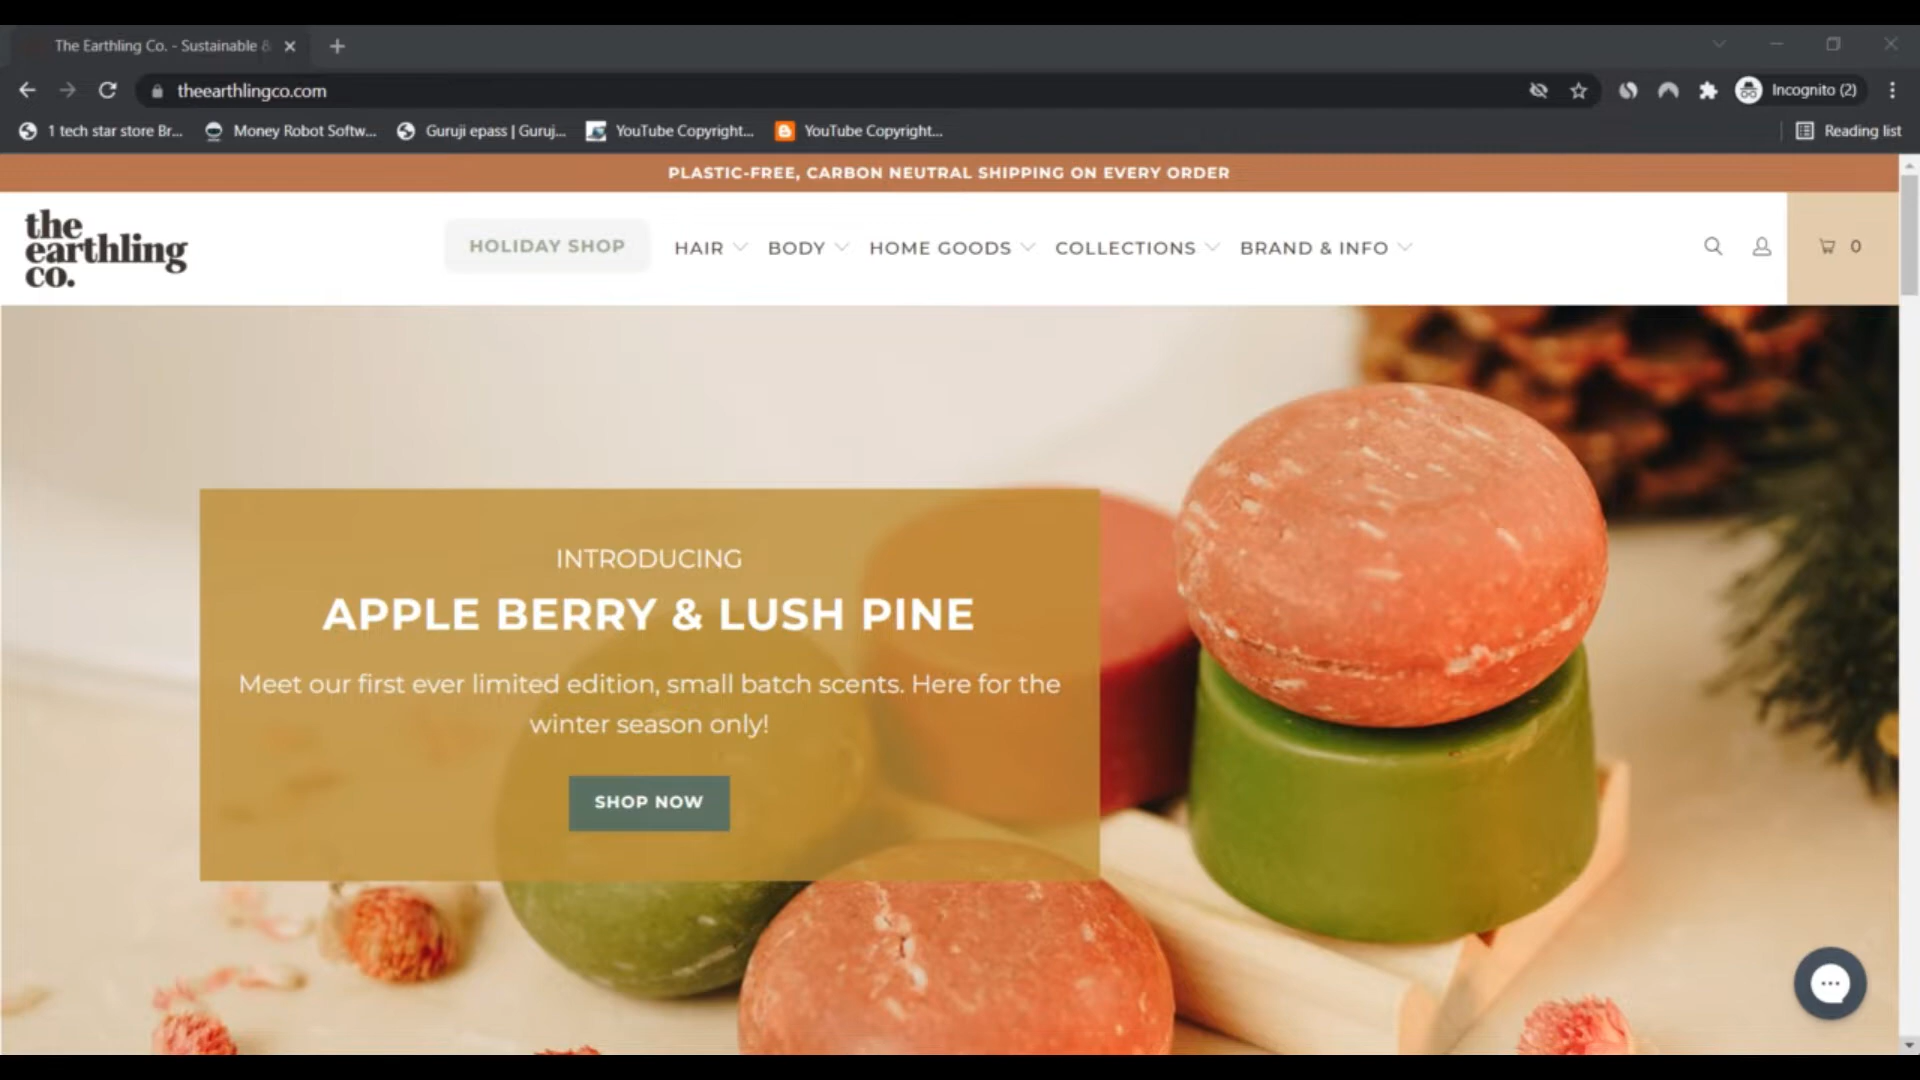 The Earthling Co. - Sustainable &
theearthlingco.com
Incognito (2)
1 tech star store Br...
Money Robot Softw...
Guruji epass | Guruj...
YouTube Copyright...
YouTube Copyright...
Reading list
PLASTIC-FREE, CARBON NEUTRAL SHIPPING ON EVERY ORDER
the
earthling
co.
HOLIDAY SHOP
HAIR
BODY
HOME GOODS
COLLECTIONS
BRAND & INFO
0
INTRODUCING
APPLE BERRY & LUSH PINE
Meet our first ever limited edition, small batch scents. Here for the
winter season only!
SHOP NOW